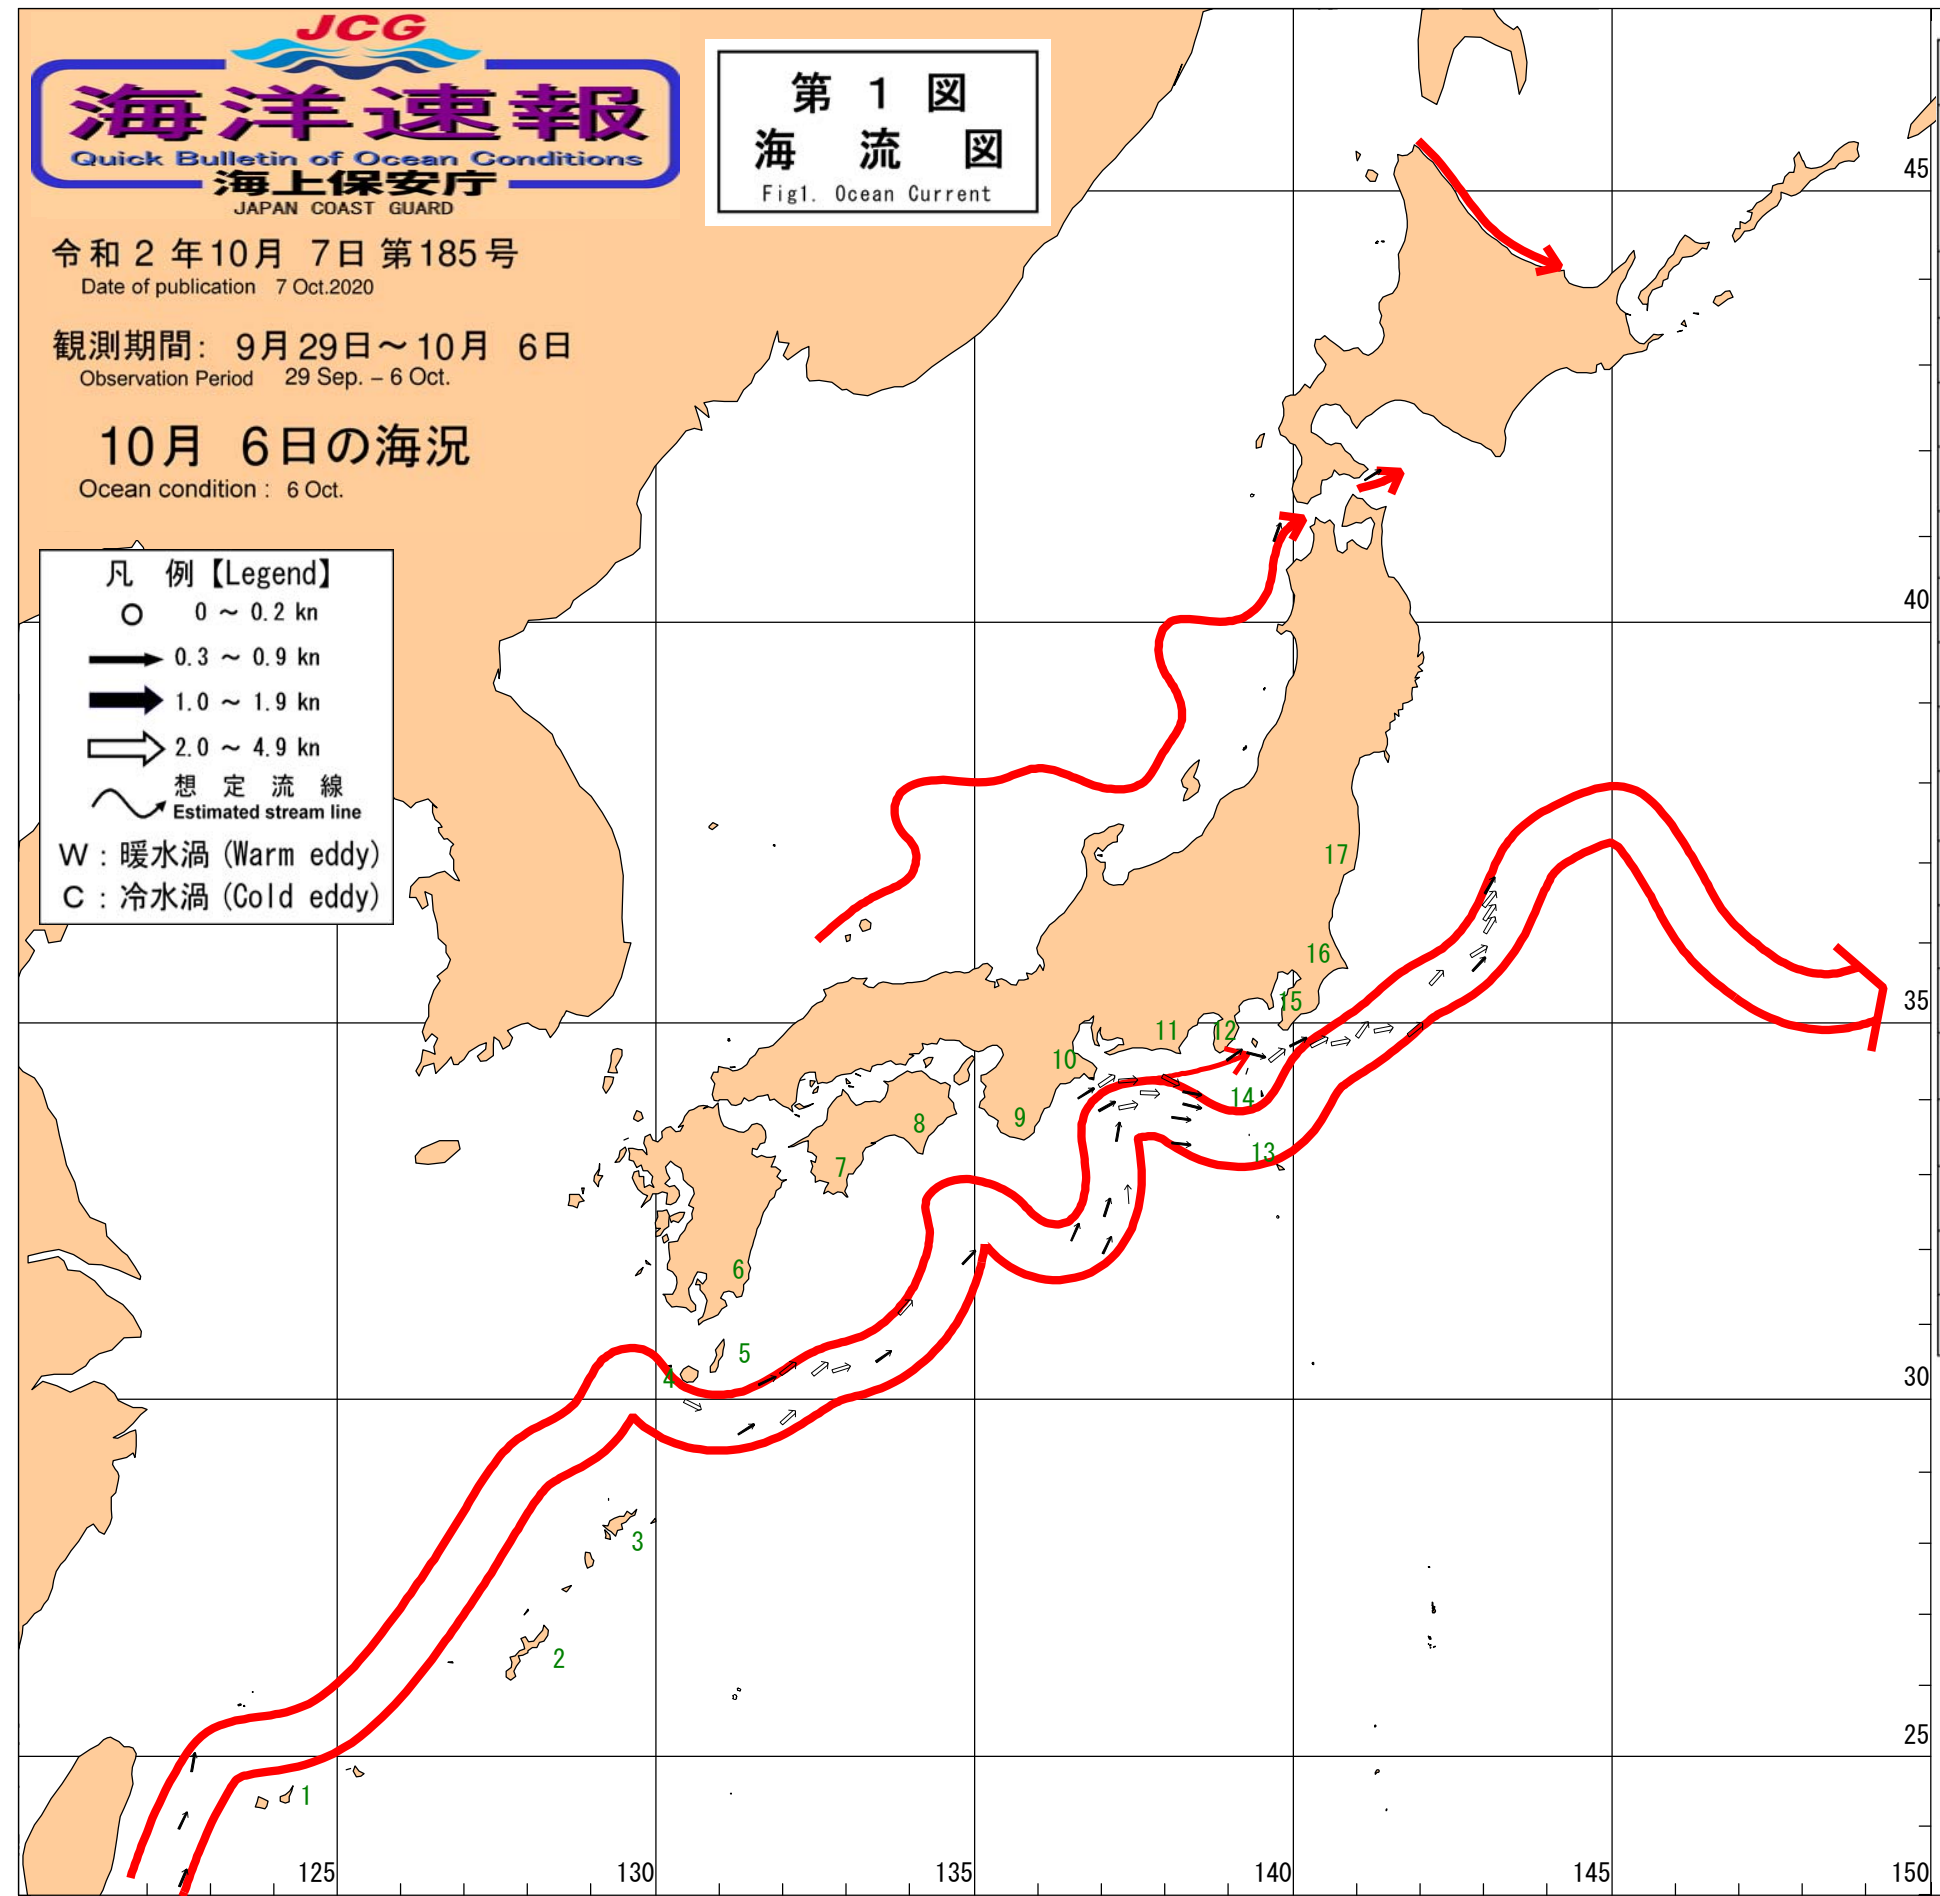 JCG
海洋速報
Quick Bulletin of Ocean Conditions
海上保安庁
JAPAN COAST GUARD
第 1 図
海 流 図
Fig1. Ocean Current
令和 2 年10月 7日 第185号
Date of publication 7 Oct.2020
観測期間: 9月29日～10月 6日
Observation Period 29 Sep. – 6 Oct.
10月 6日の海況
Ocean condition : 6 Oct.
凡 例【Legend】
0 ～ 0.2 kn
0.3 ～ 0.9 kn
1.0 ～ 1.9 kn
2.0 ～ 4.9 kn
想 定 流 線
Estimated stream line
W : 暖水渦 (Warm eddy)
C : 冷水渦 (Cold eddy)
45
40
17
16
35
15
12
11
10
14
9
8
13
7
6
5
4
30
3
2
25
1
125
130
135
140
145
150